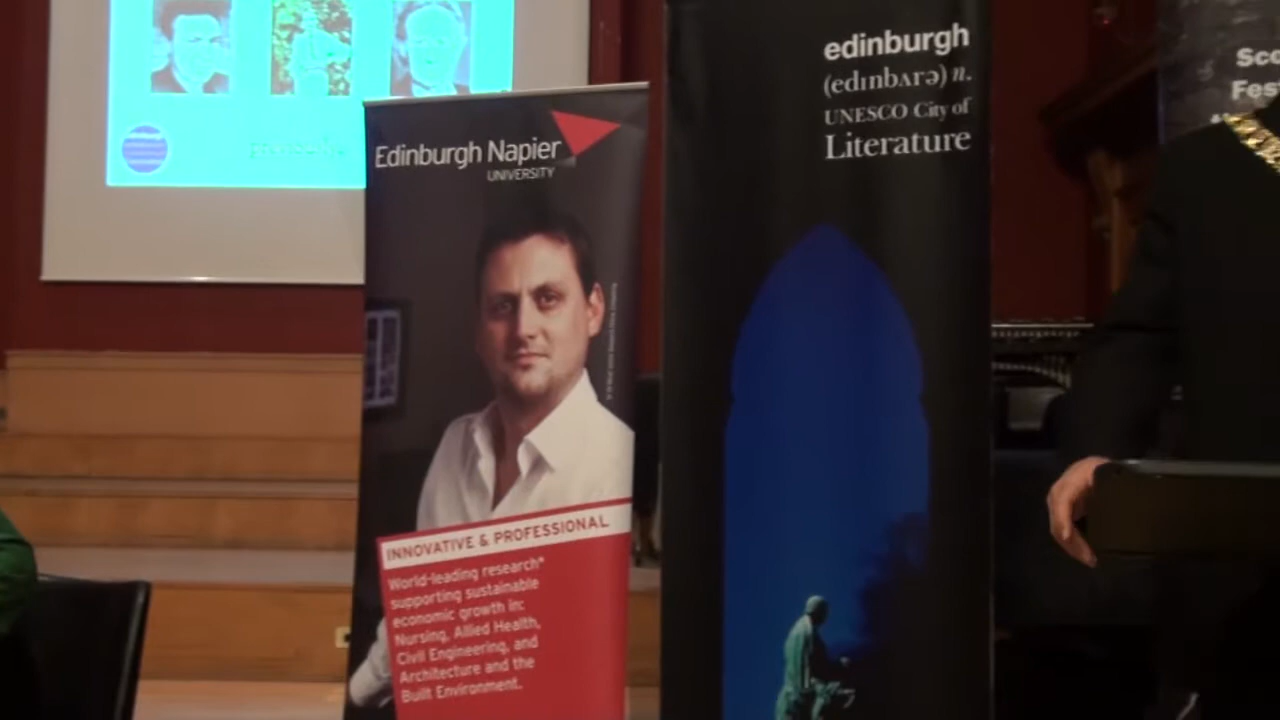 Edinburgh Napier
UNIVERSITY
INNOVATIVE & PROFESSIONAL
World-leading research*
supporting sustainable
economic growth in:
Nursing, Allied Health,
Civil Engineering, and
Architecture and the
Built Environment.
edinburgh
(edɪnbʌrə) n.
UNESCO City of
Literature
Sco
Fest